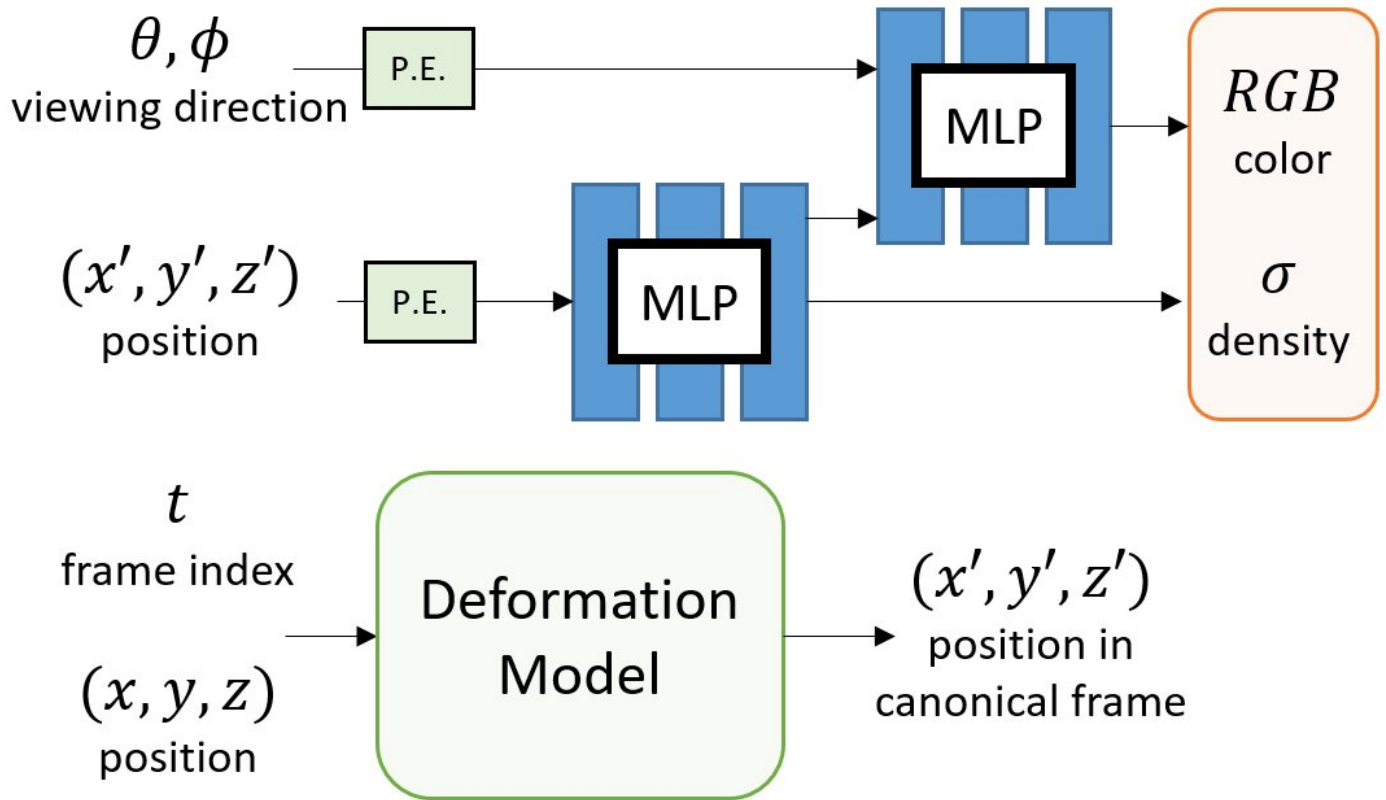 θ, ϕ
viewing direction
P.E.
MLP
RGB
color
(x′, y′, z′)
position
P.E.
MLP
σ
density
t
frame index
(x, y, z)
position
Deformation
Model
(x′, y′, z′)
position in
canonical frame